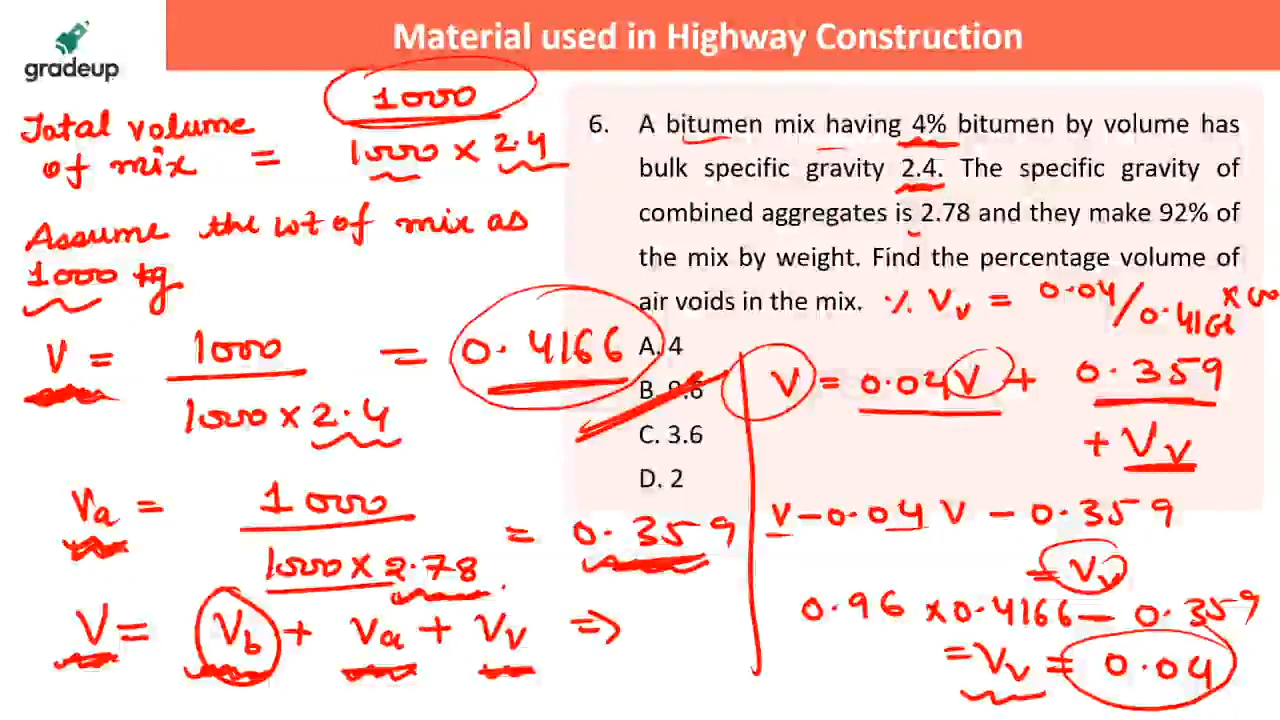 gradeup
Material used in Highway Construction
Total volume of mix = 1000 / 1000 × 2.4
Assume the wt of mix as
1000 kg
V = 1000 / 1000 × 2.4 = 0.4166
Va = 1000 / 1000 × 2.78 = 0.359
V = Vb + Va + Vv ⇒
6. A bitumen mix having 4% bitumen by volume has
bulk specific gravity 2.4. The specific gravity of
combined aggregates is 2.78 and they make 92% of
the mix by weight. Find the percentage volume of
air voids in the mix. % Vv = 0.04/0.4166 × 100
A. 4
B. 9.6
C. 3.6
D. 2
V = 0.04V + 0.359
+ Vv
V - 0.04 V - 0.359
= Vv
0.96 × 0.4166 - 0.359
= Vv = 0.04